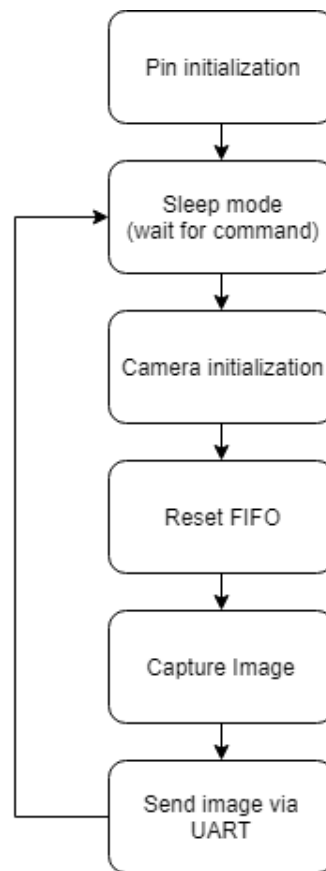 Pin initialization
Sleep mode
(wait for command)
Camera initialization
Reset FIFO
Capture Image
Send image via
UART